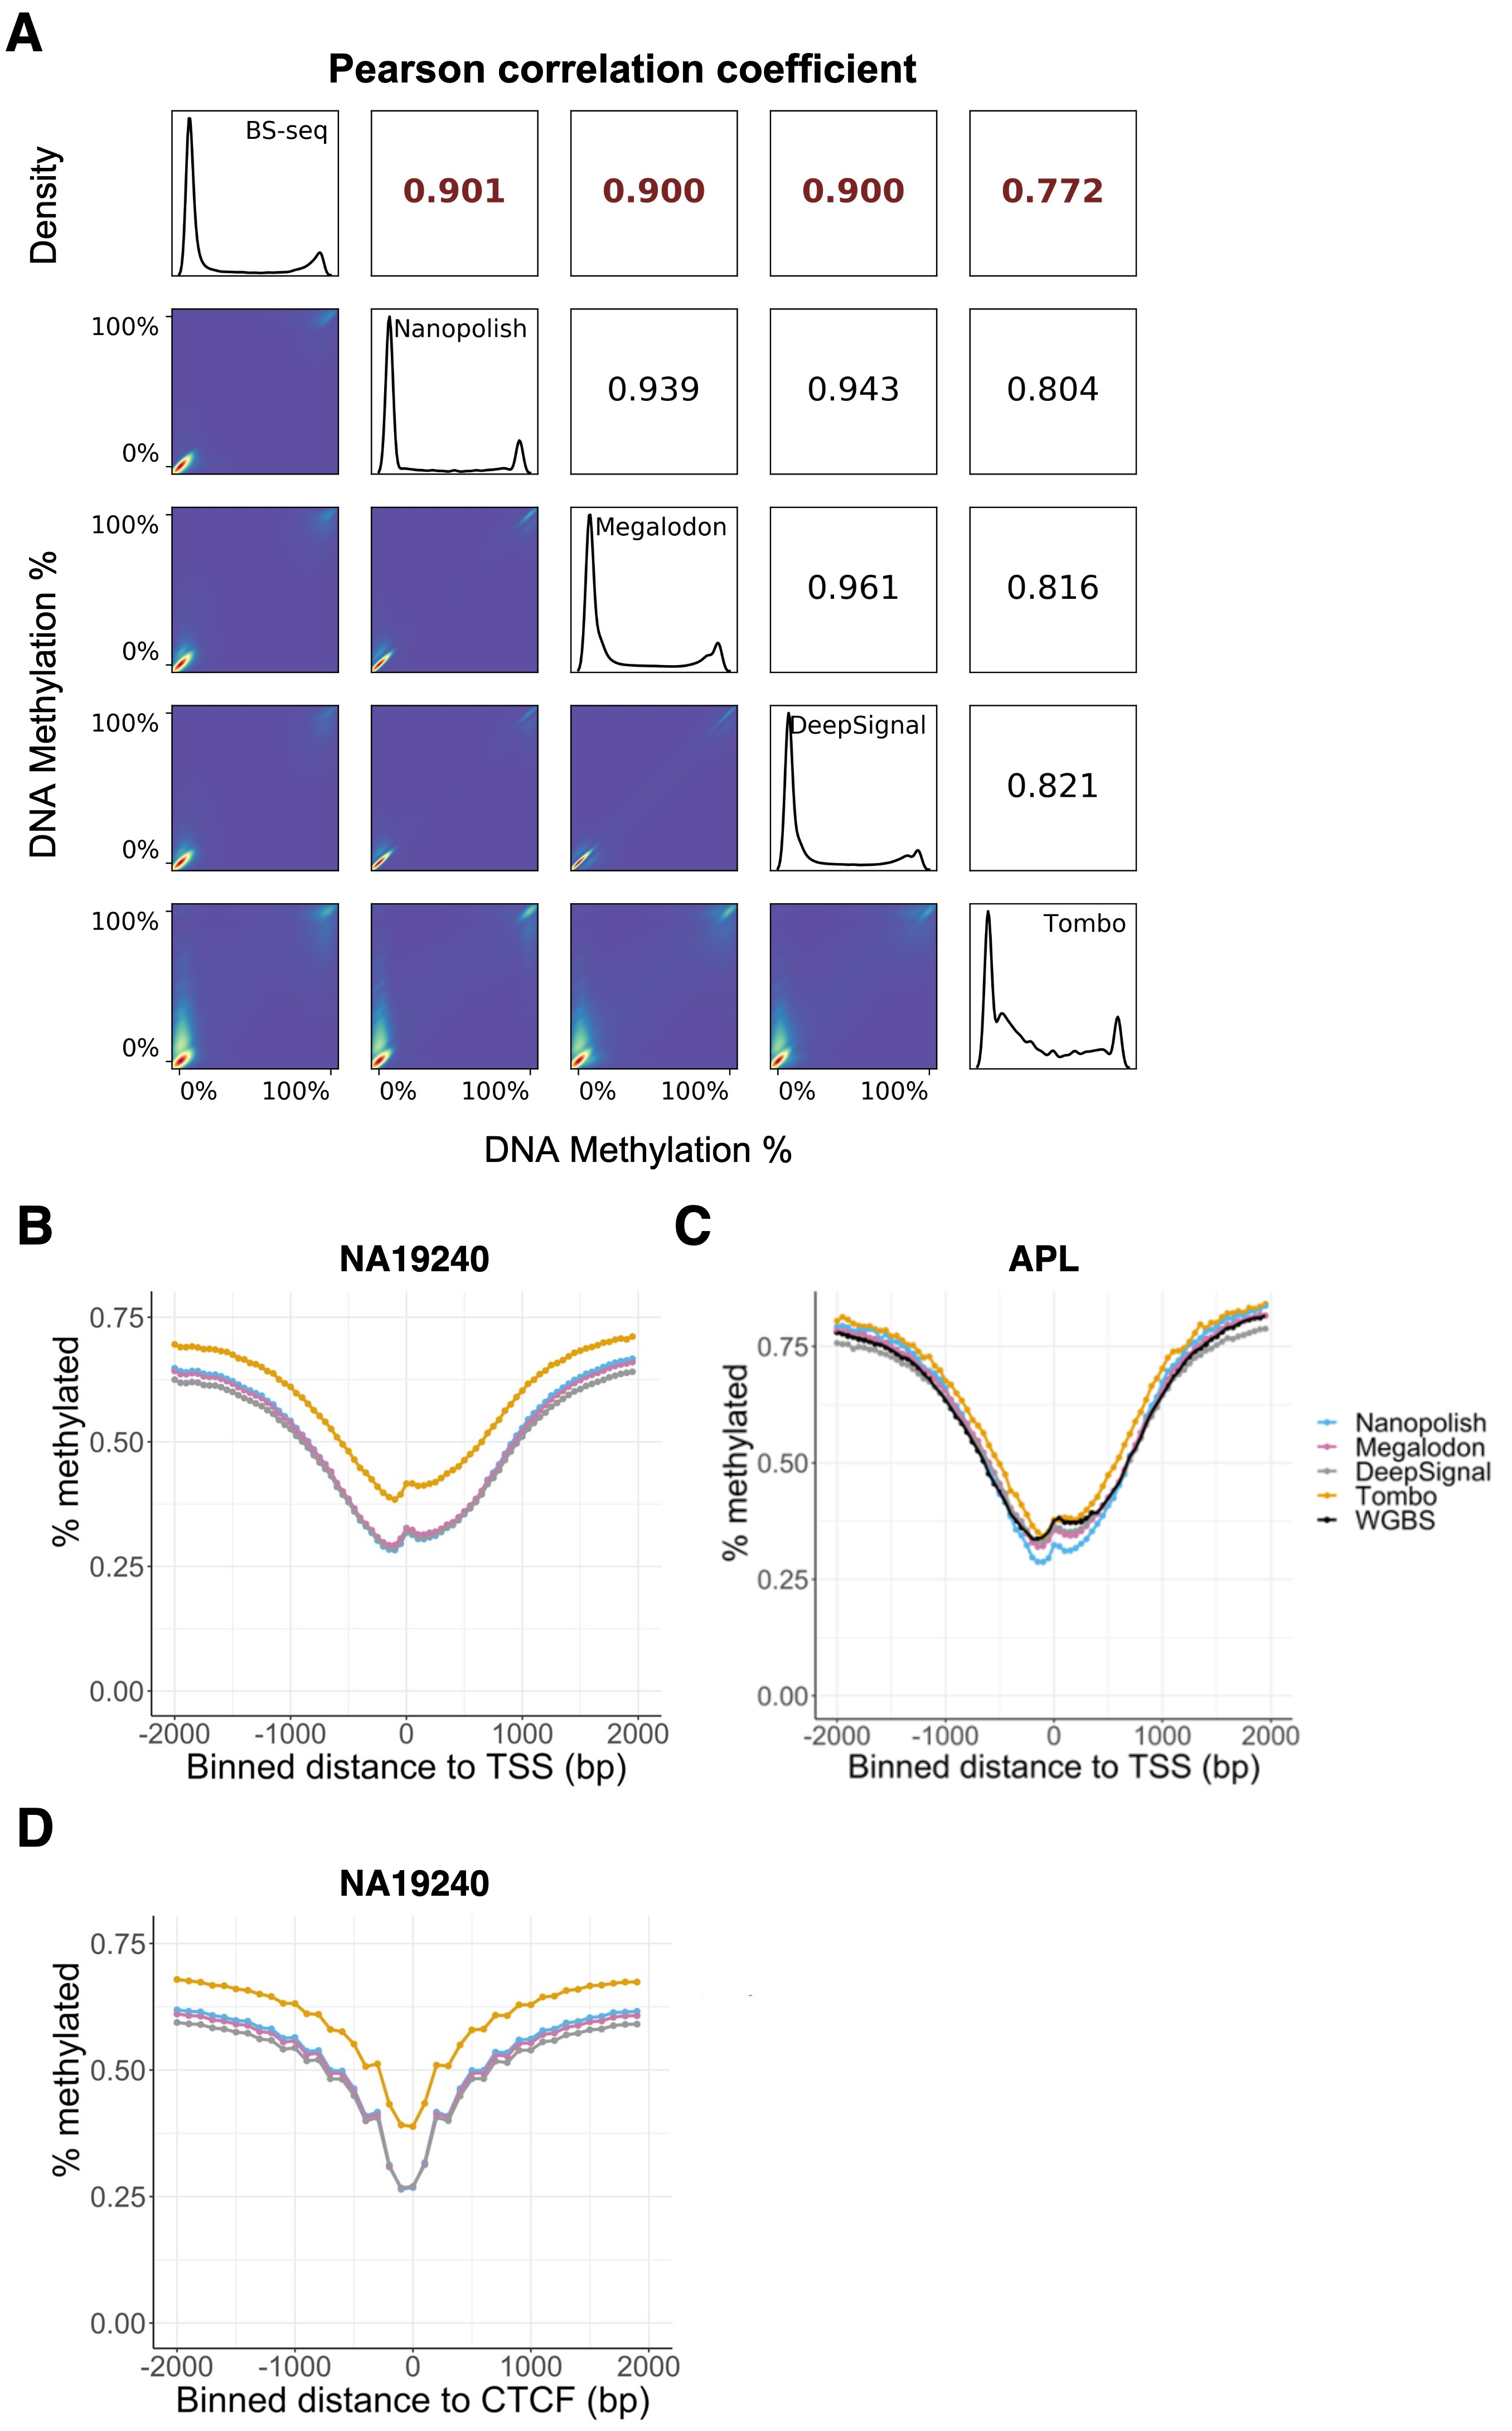 A
Pearson correlation coefficient
Density
BS-seq
0.901
0.900
0.900
0.772
100%
0%
Nanopolish
0.939
0.943
0.804
DNA Methylation %
100%
0%
Megalodon
0.961
0.816
100%
0%
DeepSignal
0.821
100%
0%
Tombo
0% 100% 0% 100% 0% 100% 0% 100%
DNA Methylation %
B
NA19240
% methylated
0.75
0.50
0.25
0.00
-2000 -1000 0 1000 2000
Binned distance to TSS (bp)
C
APL
% methylated
0.75
0.50
0.25
0.00
-2000 -1000 0 1000 2000
Binned distance to TSS (bp)
Nanopolish
Megalodon
DeepSignal
Tombo
WGBS
D
NA19240
% methylated
0.75
0.50
0.25
0.00
-2000 -1000 0 1000 2000
Binned distance to CTCF (bp)